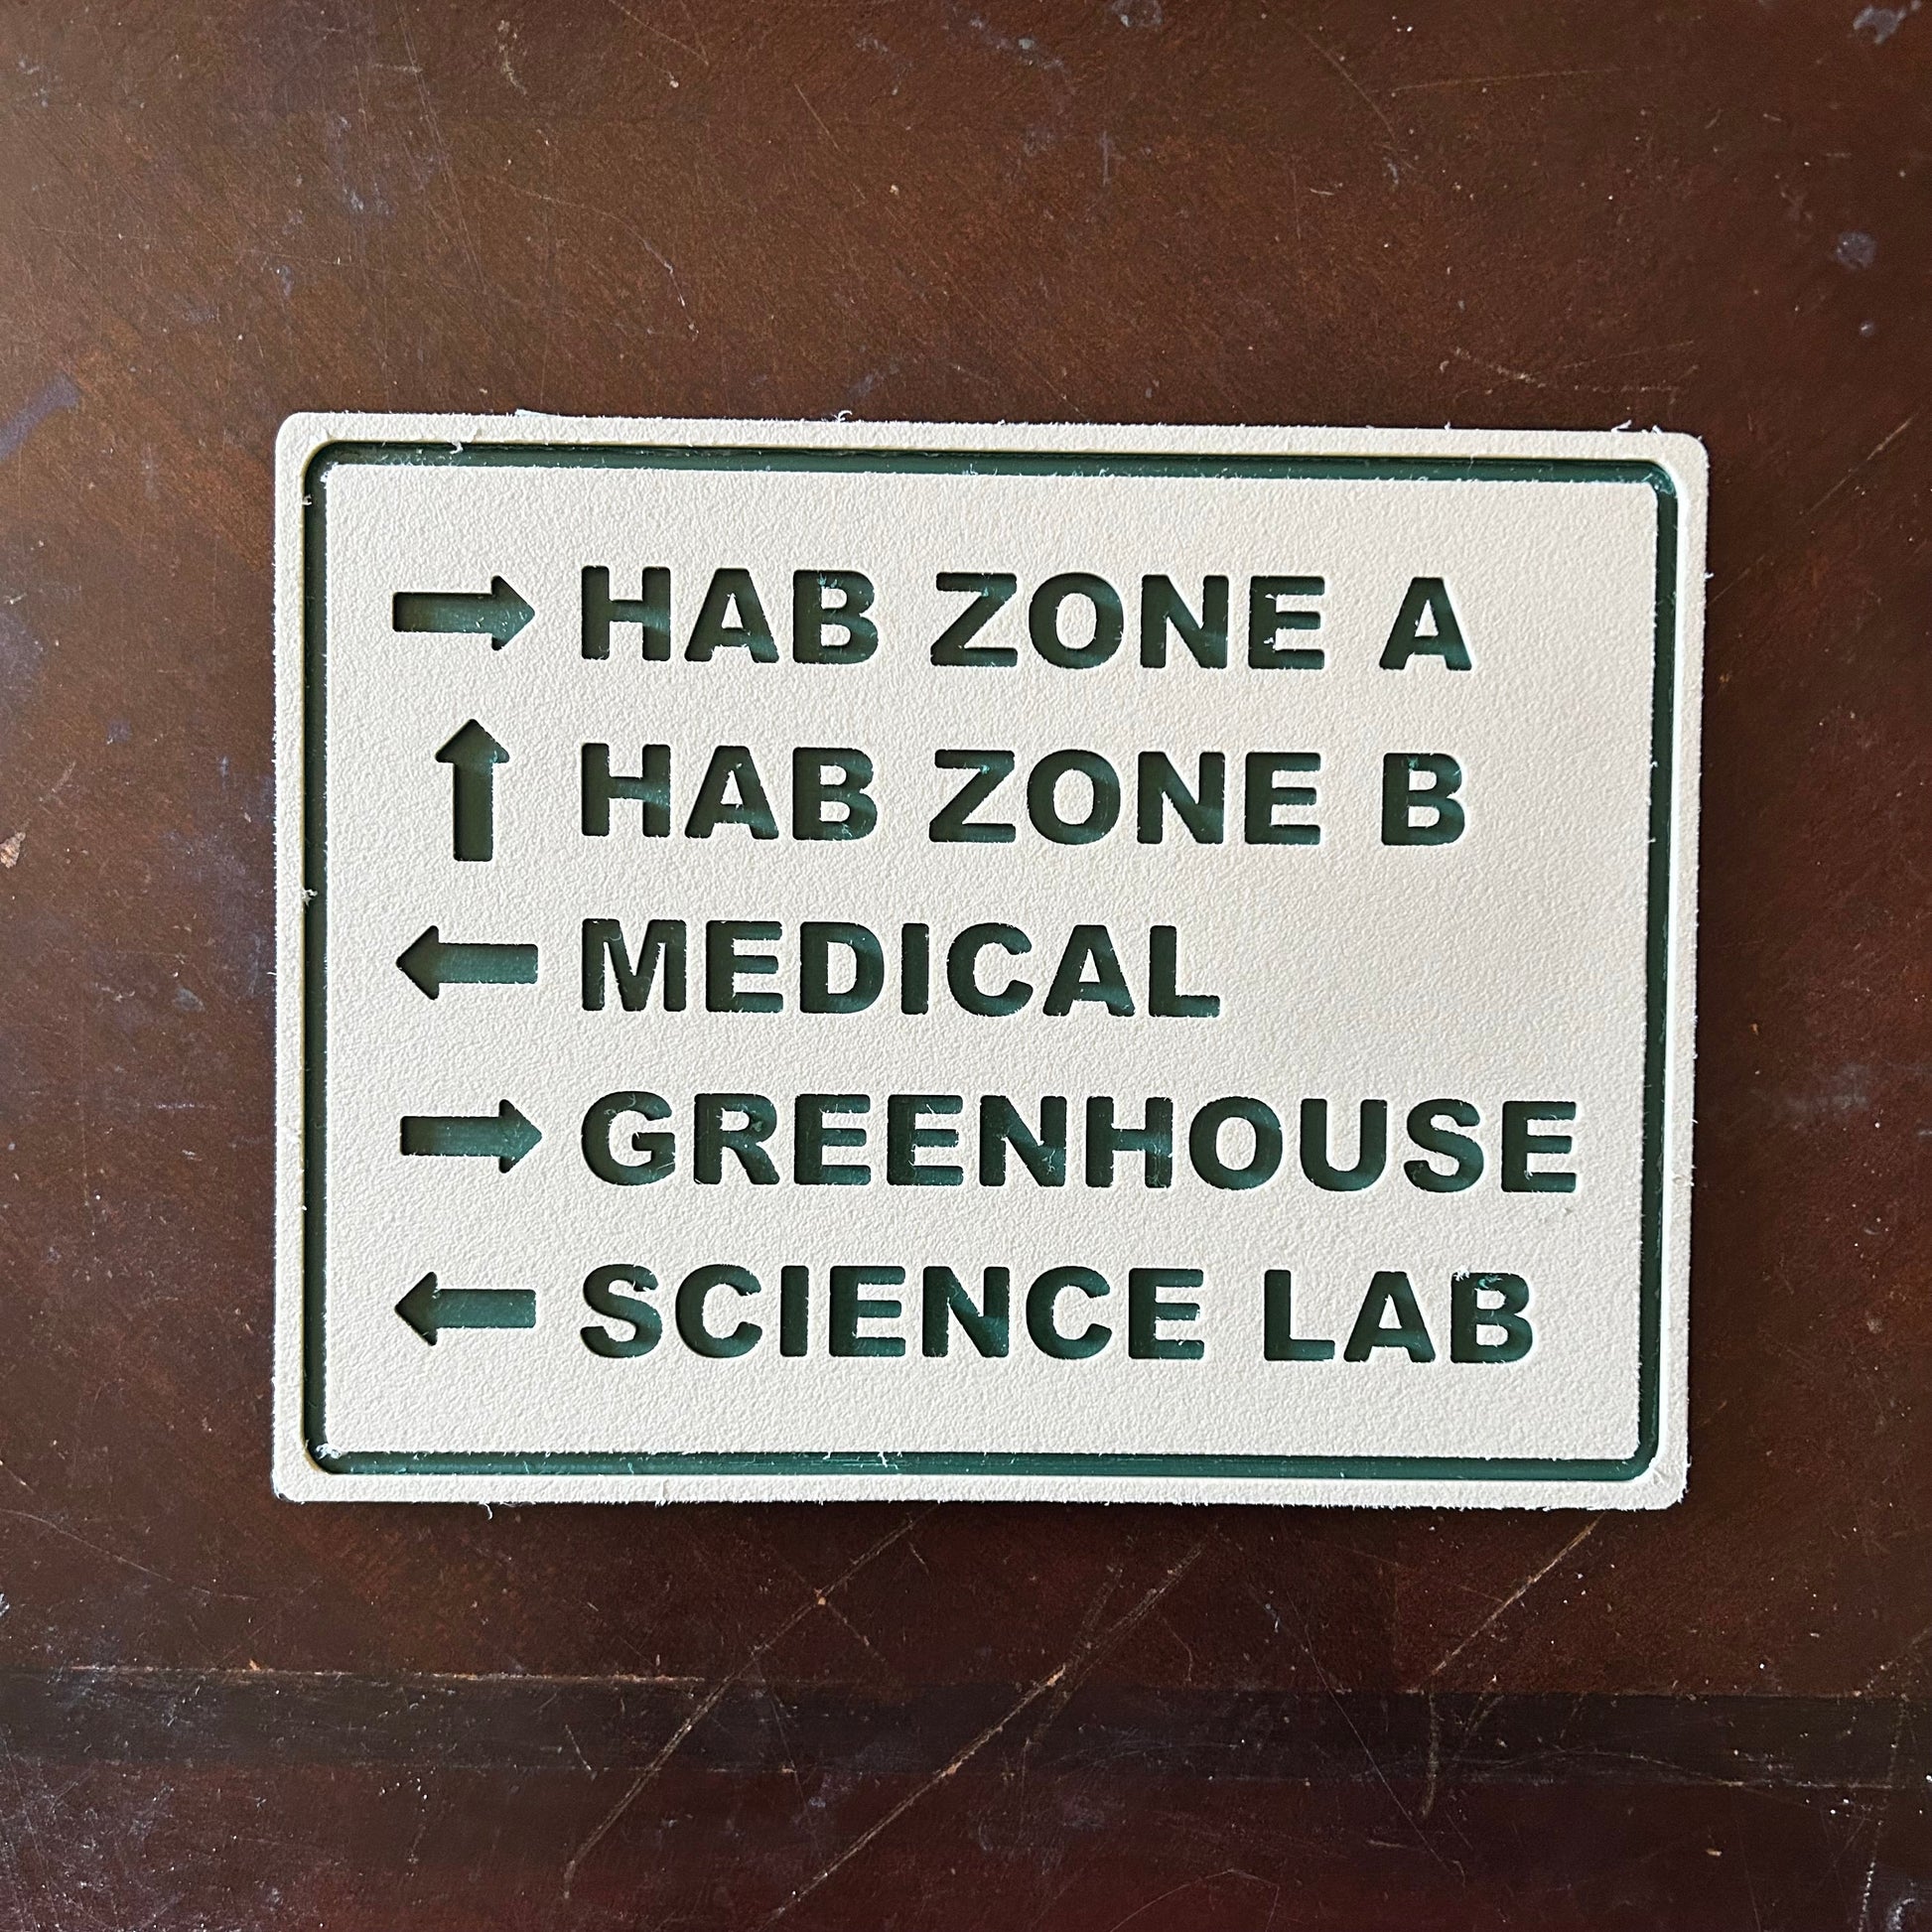 HAB ZONE A
HAB ZONE B
MEDICAL
GREENHOUSE
SCIENCE LAB